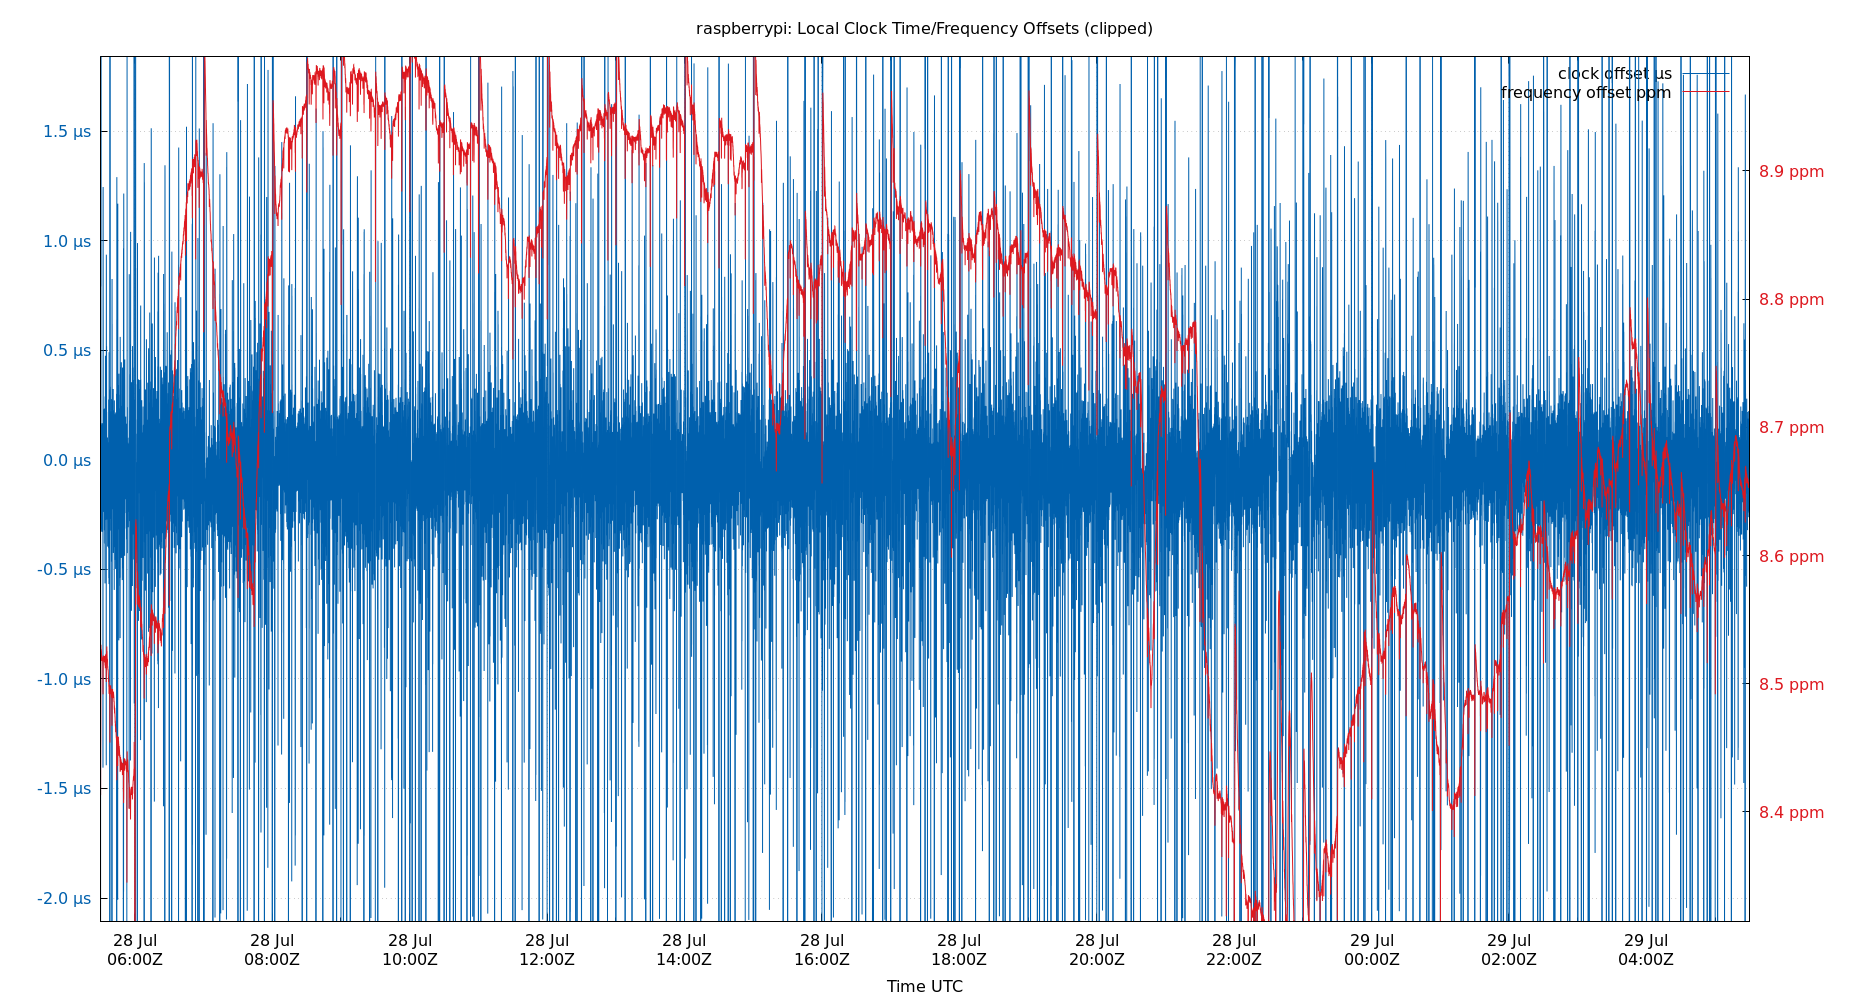 raspberrypi: Local Clock Time/Frequency Offsets (clipped)
clock offset µs
frequency offset ppm
1.5 µs
1.0 µs
0.5 µs
0.0 µs
-0.5 µs
-1.0 µs
-1.5 µs
-2.0 µs
8.9 ppm
8.8 ppm
8.7 ppm
8.6 ppm
8.5 ppm
8.4 ppm
28 Jul 28 Jul 28 Jul 28 Jul 28 Jul 28 Jul 28 Jul 28 Jul 28 Jul 29 Jul 29 Jul 29 Jul
06:00Z 08:00Z 10:00Z 12:00Z 14:00Z 16:00Z 18:00Z 20:00Z 22:00Z 00:00Z 02:00Z 04:00Z
Time UTC